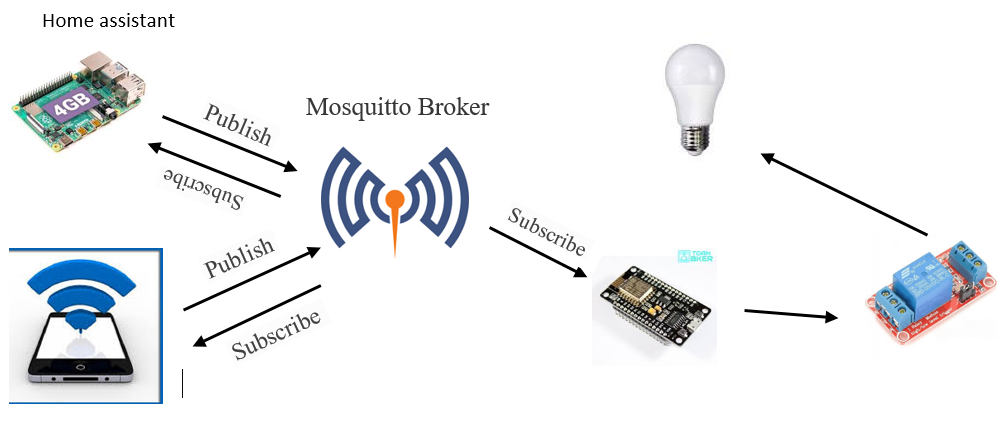 Home assistant
4GB
Mosquitto Broker
Publish
Subscribe
Publish
Subscribe
Subscribe